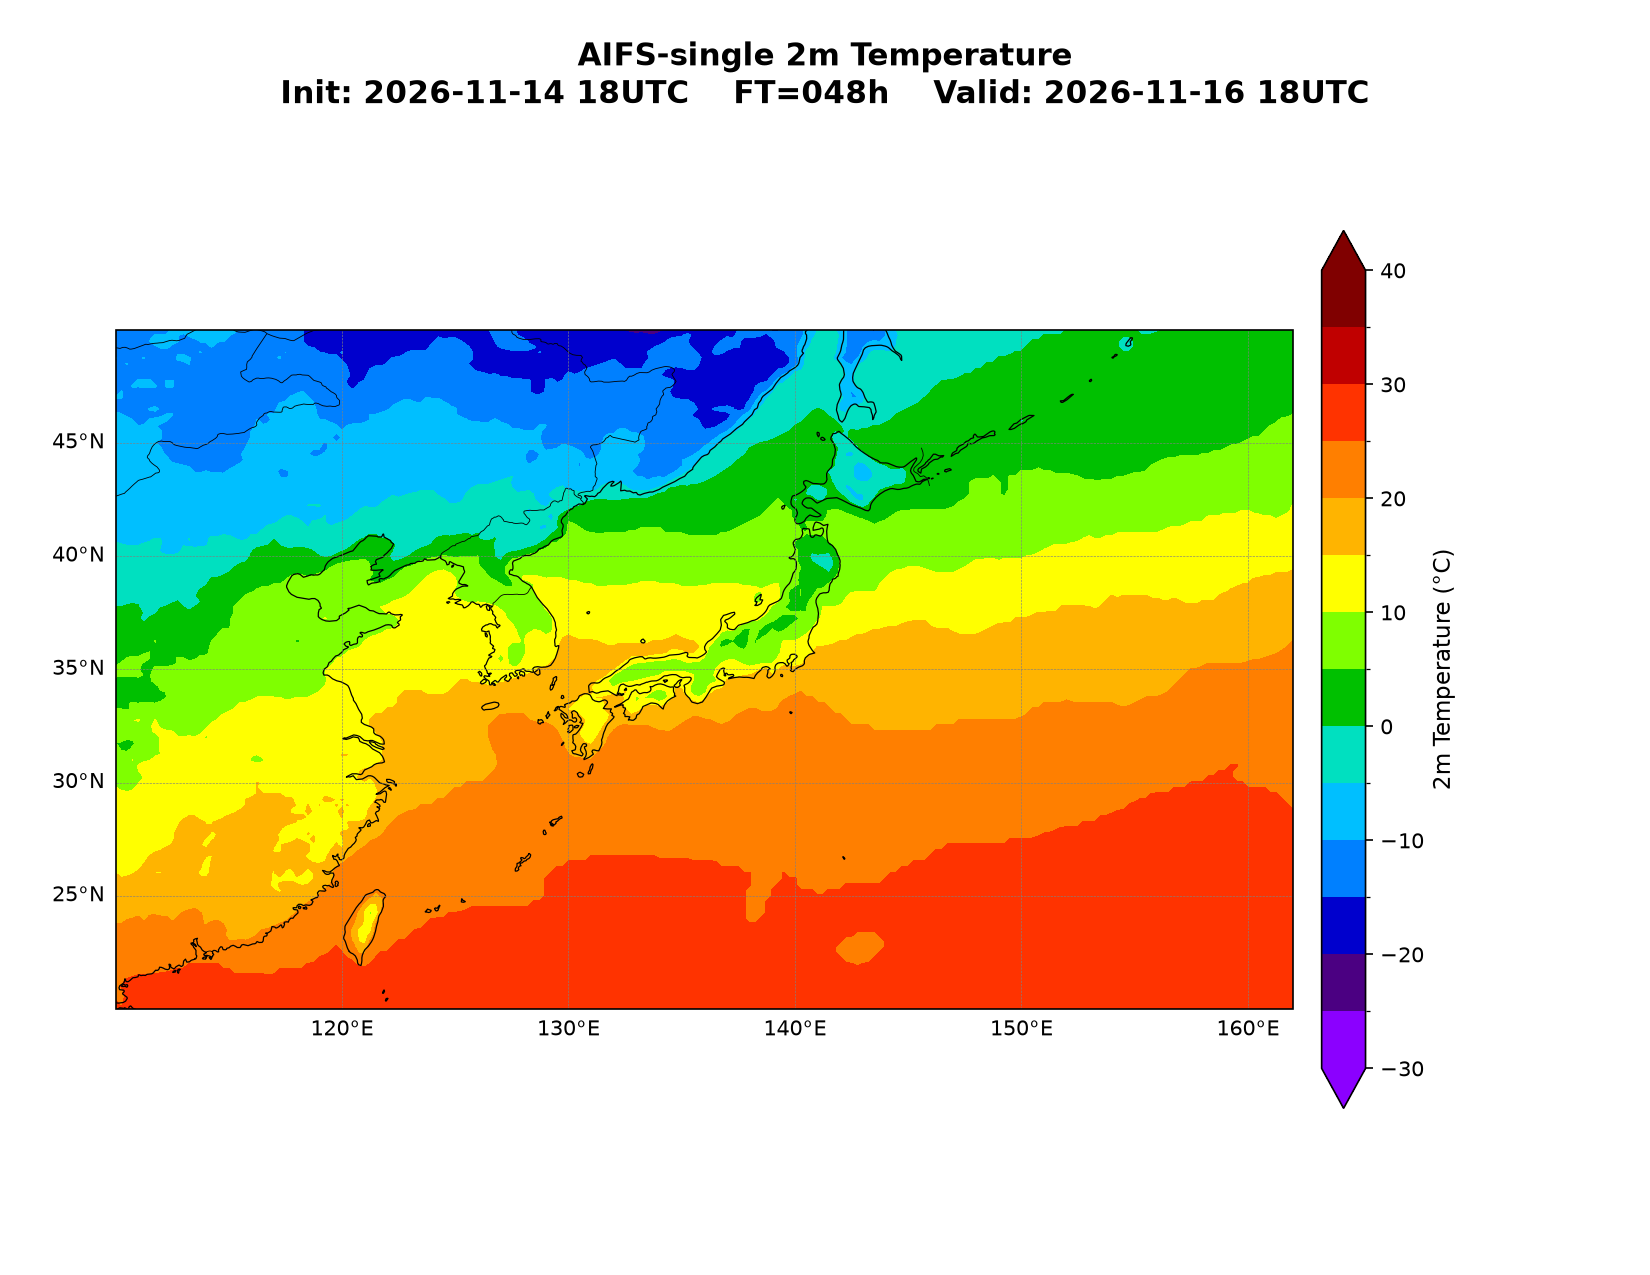 AIFS-single 2m Temperature
Init: 2026-11-14 18UTC    FT=048h    Valid: 2026-11-16 18UTC
45°N
40°N
35°N
30°N
25°N
120°E
130°E
140°E
150°E
160°E
40
30
20
10
0
−10
−20
−30
2m Temperature (°C)